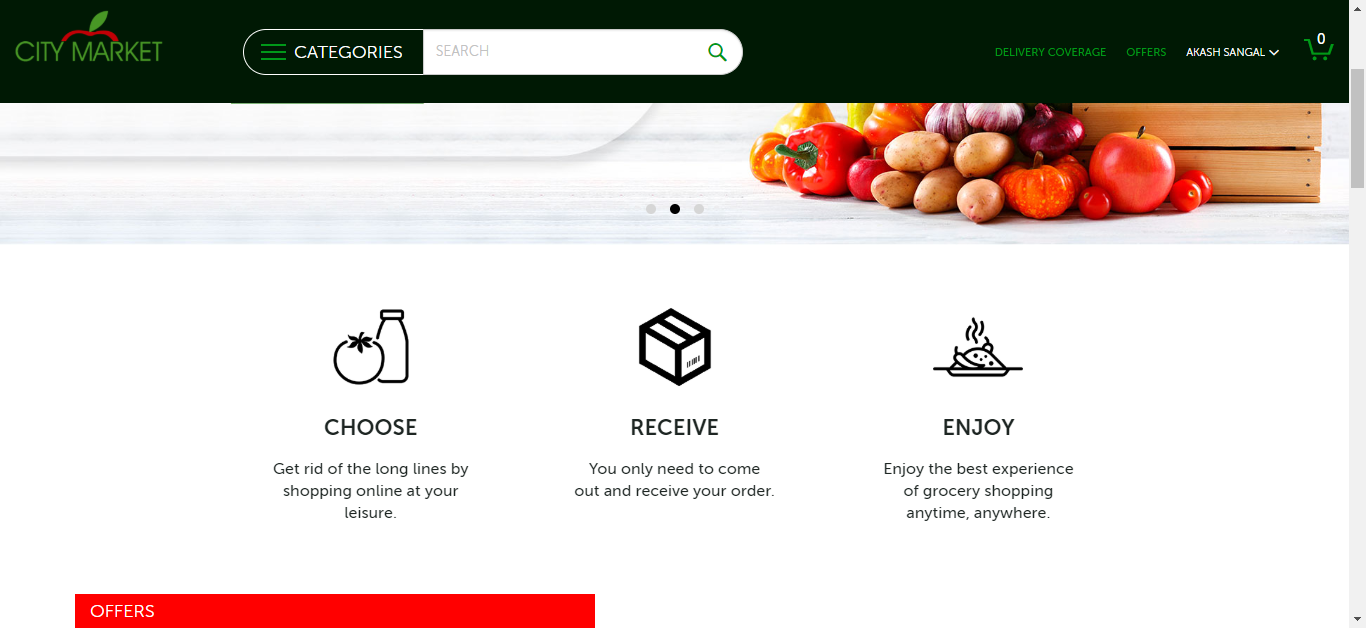 CITY MARKET
CATEGORIES
SEARCH
DELIVERY COVERAGE
OFFERS
AKASH SANGAL
0
CHOOSE
Get rid of the long lines by
shopping online at your
leisure.
RECEIVE
You only need to come
out and receive your order.
ENJOY
Enjoy the best experience
of grocery shopping
anytime, anywhere.
OFFERS